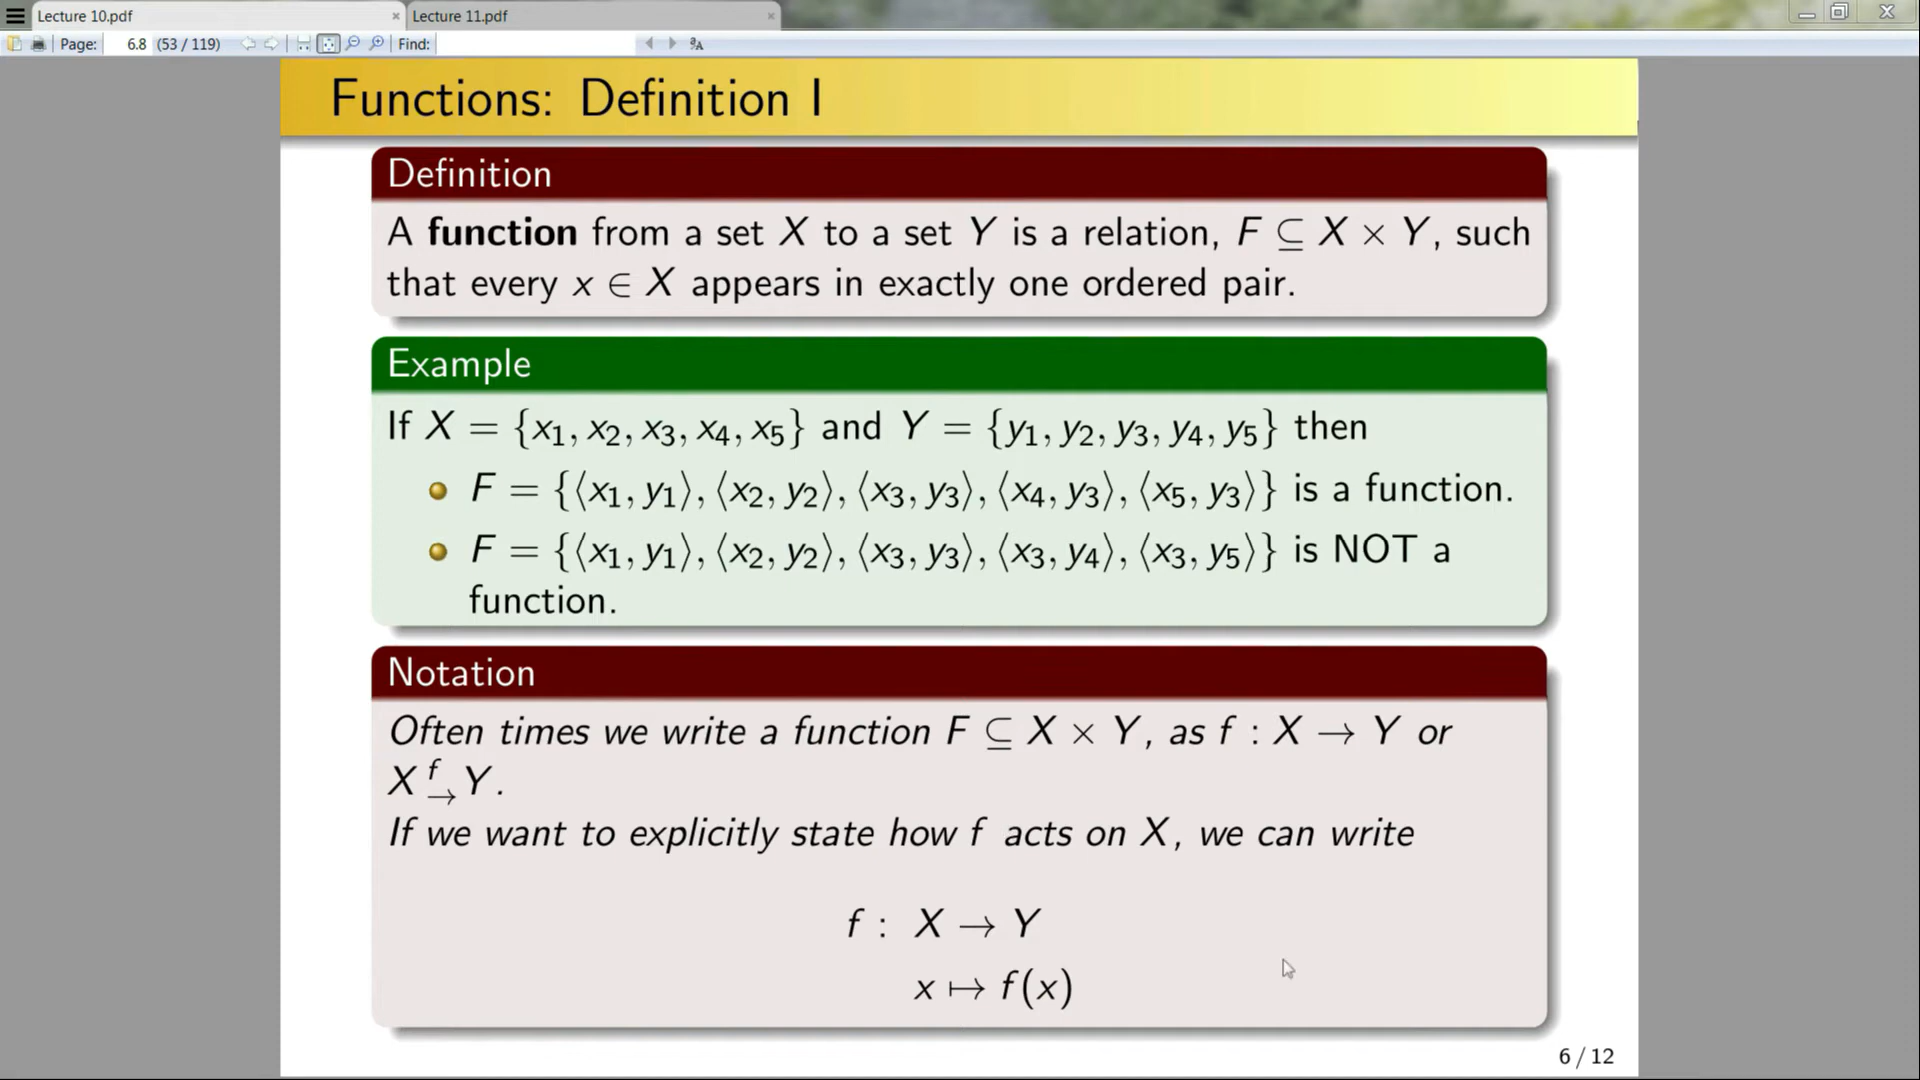 Lecture 10.pdf
Lecture 11.pdf
Page: 6.8 (53 / 119) Find:
Functions: Definition I
Definition
A function from a set X to a set Y is a relation, F ⊆ X × Y, such
that every x ∈ X appears in exactly one ordered pair.
Example
If X = {x₁, x₂, x₃, x₄, x₅} and Y = {y₁, y₂, y₃, y₄, y₅} then
F = {⟨x₁, y₁⟩, ⟨x₂, y₂⟩, ⟨x₃, y₃⟩, ⟨x₄, y₃⟩, ⟨x₅, y₃⟩} is a function.
F = {⟨x₁, y₁⟩, ⟨x₂, y₂⟩, ⟨x₃, y₃⟩, ⟨x₃, y₄⟩, ⟨x₃, y₅⟩} is NOT a
function.
Notation
Often times we write a function F ⊆ X × Y, as f : X → Y or
X f→ Y.
If we want to explicitly state how f acts on X, we can write
f : X → Y
x ↦ f(x)
6 / 12